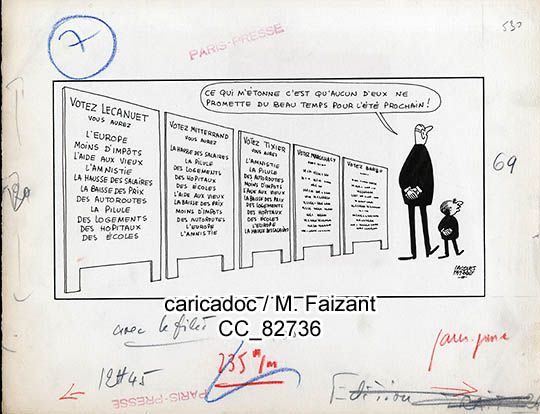 7
PARIS-PRESSE
530
CE QUI M'ÉTONNE C'EST QU'AUCUN D'EUX NE
PROMETTE DU BEAU TEMPS POUR L'ÉTÉ PROCHAIN!
VOTEZ LECANUET
VOUS AUREZ
L'EUROPE
MOINS D'IMPÔTS
L'AIDE AUX VIEUX
L'AMNISTIE
LA HAUSSE DES SALAIRES
LA BAISSE DES PRIX
DES AUTOROUTES
LA PILULE
DES LOGEMENTS
DES HOPITAUX
DES ÉCOLES
VOTEZ MITTERRAND
VOUS AUREZ
LA HAUSSE DES SALAIRES
LA PILULE
DES LOGEMENTS
DES HOPITAUX
DES ÉCOLES
L'AIDE AUX VIEUX
LA BAISSE DES PRIX
MOINS D'IMPÔTS
DES AUTOROUTES
L'EUROPE
L'AMNISTIE
VOTEZ TIXIER
VOUS AUREZ
L'AMNISTIE
LA PILULE
DES AUTOROUTES
MOINS D'IMPÔTS
L'AIDE AUX VIEUX
LA BAISSE DES PRIX
DES LOGEMENTS
DES HOPITAUX
DES ÉCOLES
L'EUROPE
LA HAUSSE DES SALAIRES
VOTEZ MARCILHACY
VOTEZ BARBU
69
JACQUES
FAIZANT
caricadoc / M. Faizant
CC_82736
avec le filet
12H45
235 m/m
paris-presse
PARIS-PRESSE
Edition